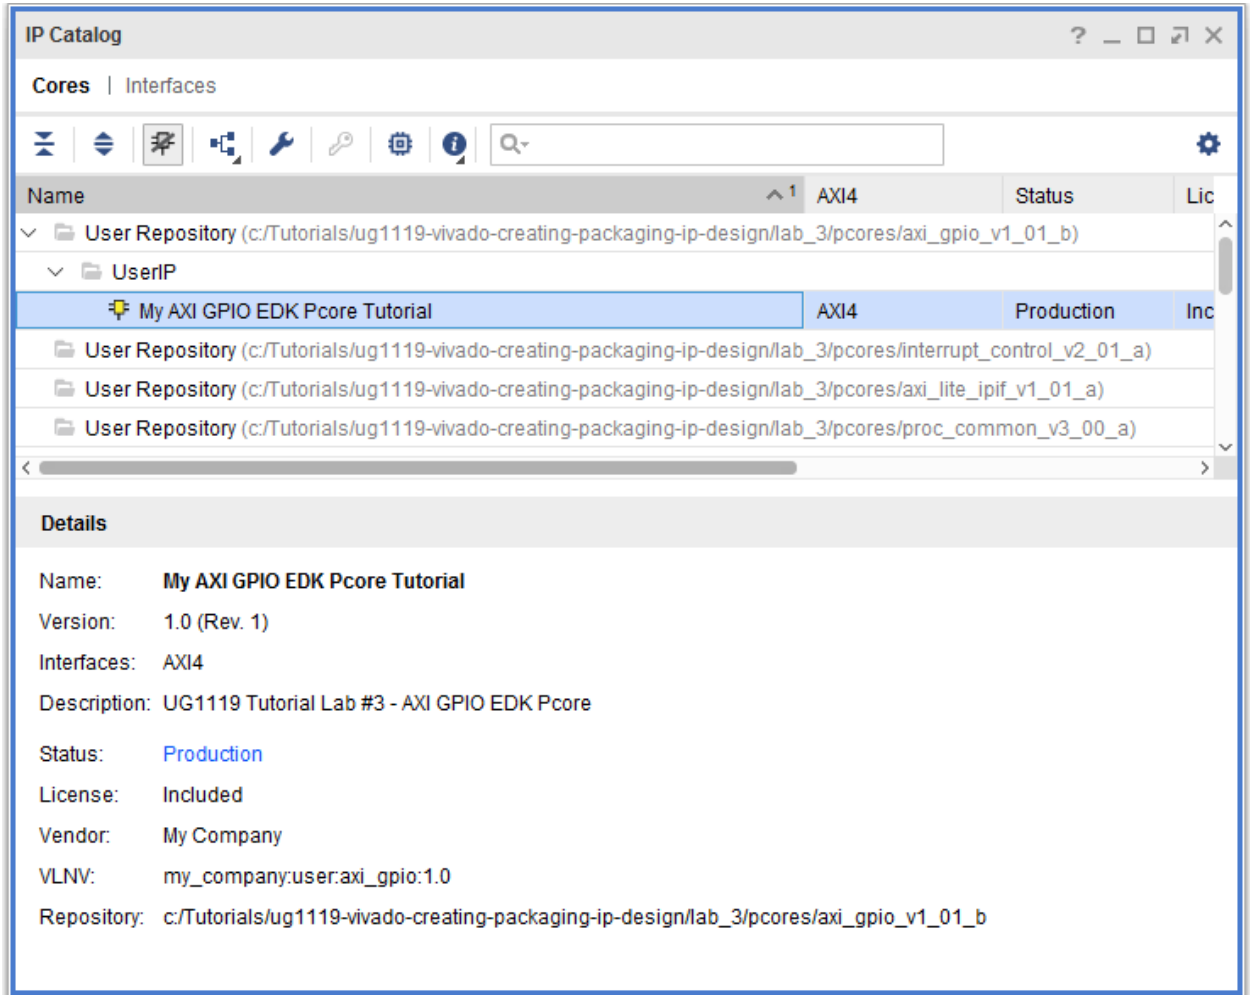 IP Catalog ?
Cores | Interfaces
Name 1 AXI4 Status Lic
User Repository (c:/Tutorials/ug1119-vivado-creating-packaging-ip-design/lab_3/pcores/axi_gpio_v1_01_b)
UserIP
My AXI GPIO EDK Pcore Tutorial AXI4 Production Inc
User Repository (c:/Tutorials/ug1119-vivado-creating-packaging-ip-design/lab_3/pcores/interrupt_control_v2_01_a)
User Repository (c:/Tutorials/ug1119-vivado-creating-packaging-ip-design/lab_3/pcores/axi_lite_ipif_v1_01_a)
User Repository (c:/Tutorials/ug1119-vivado-creating-packaging-ip-design/lab_3/pcores/proc_common_v3_00_a)
Details
Name: My AXI GPIO EDK Pcore Tutorial
Version: 1.0 (Rev. 1)
Interfaces: AXI4
Description: UG1119 Tutorial Lab #3 - AXI GPIO EDK Pcore
Status: Production
License: Included
Vendor: My Company
VLNV: my_company:user:axi_gpio:1.0
Repository: c:/Tutorials/ug1119-vivado-creating-packaging-ip-design/lab_3/pcores/axi_gpio_v1_01_b